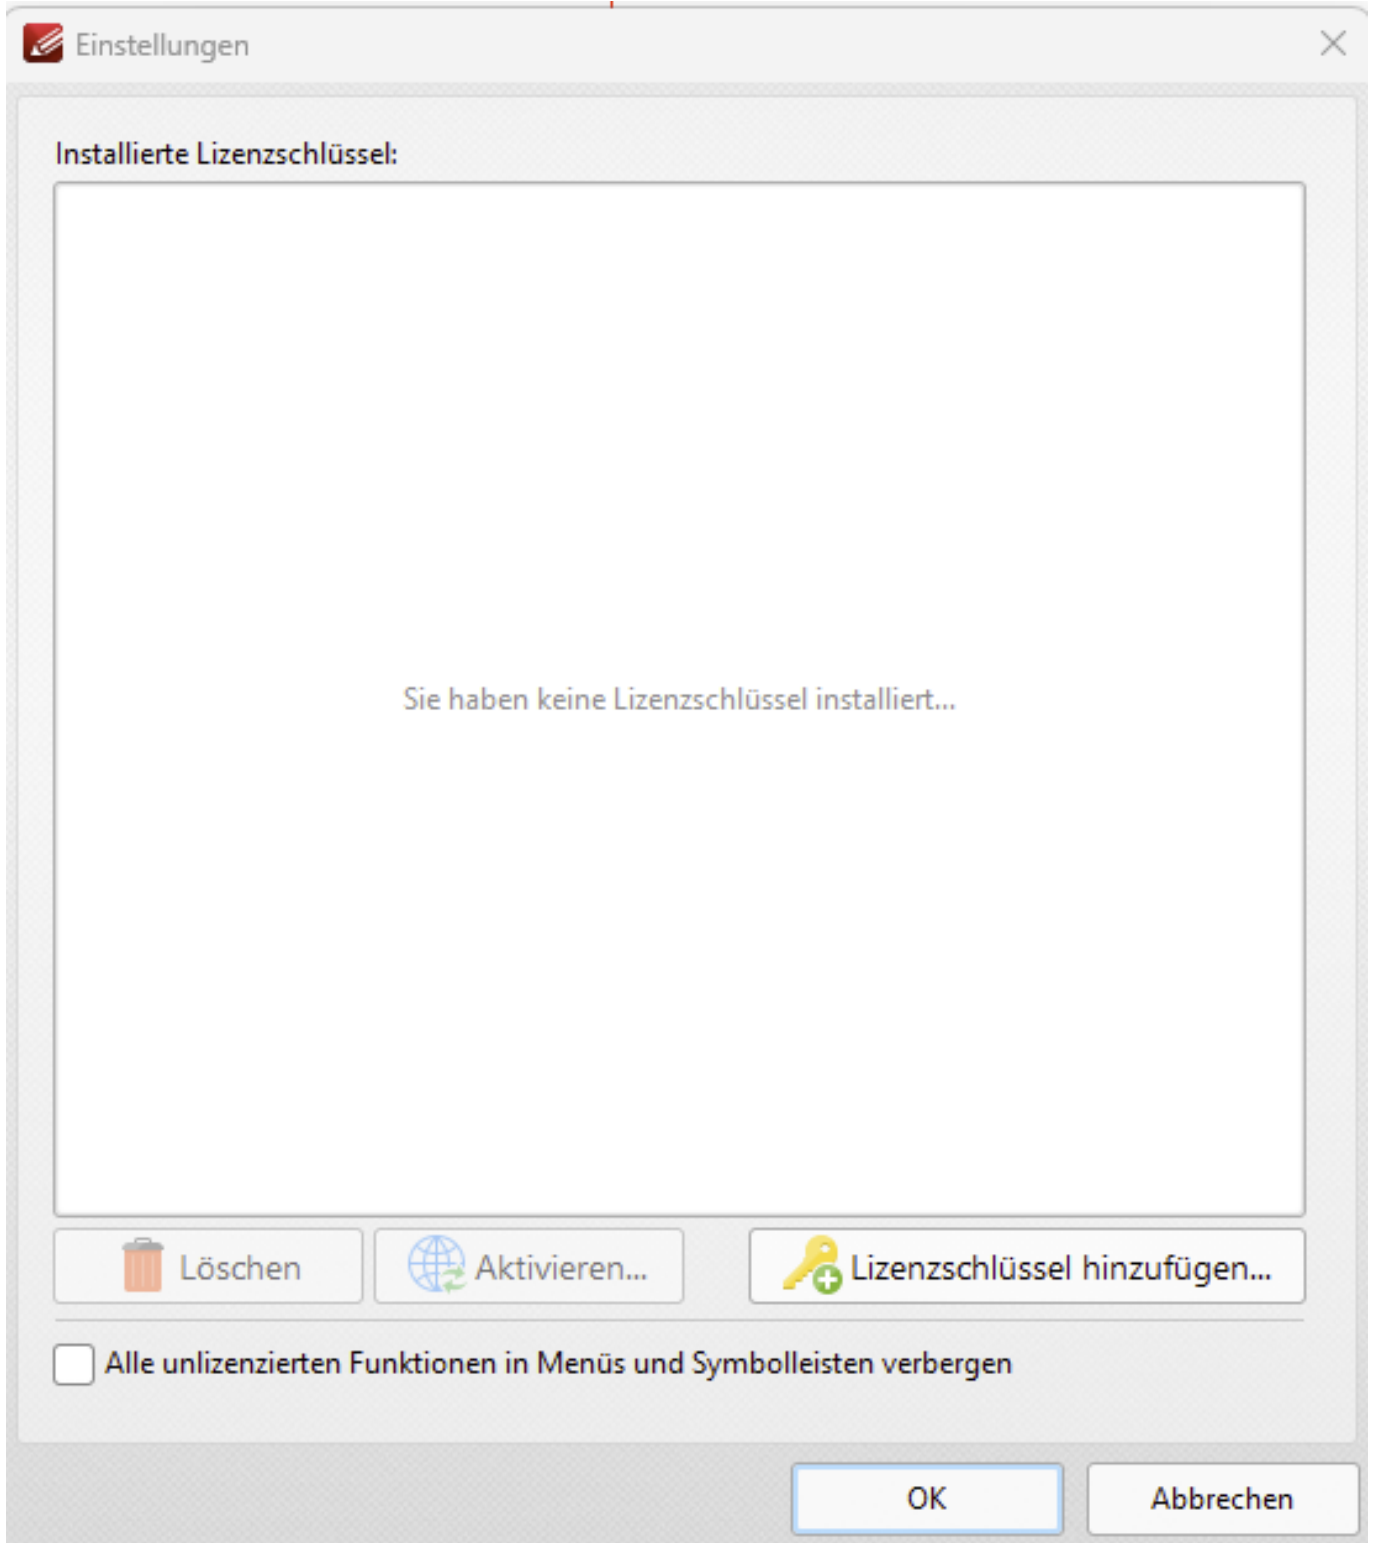 Einstellungen
Installierte Lizenzschlüssel:
Sie haben keine Lizenzschlüssel installiert...
Löschen
Aktivieren...
Lizenzschlüssel hinzufügen...
Alle unlizenzierten Funktionen in Menüs und Symbolleisten verbergen
OK
Abbrechen